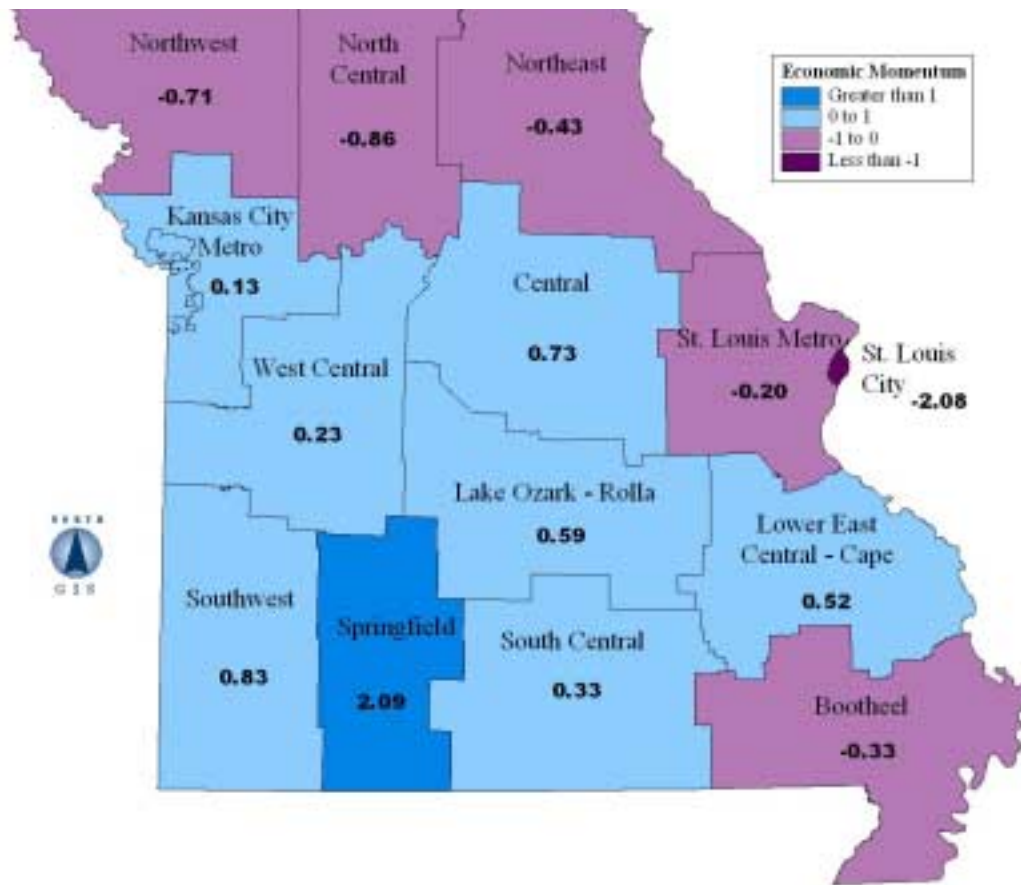 Northwest
-0.71
North
Central
-0.86
Northeast
-0.43
Economic Momentum
Greater than 1
0 to 1
-1 to 0
Less than -1
Kansas City
Metro
0.13
Central
0.73
St. Louis Metro
-0.20
St. Louis
City
-2.08
West Central
0.23
Lake Ozark - Rolla
0.59
Lower East
Central - Cape
0.52
NORTH
GIS
Southwest
0.83
Springfield
2.09
South Central
0.33
Bootheel
-0.33